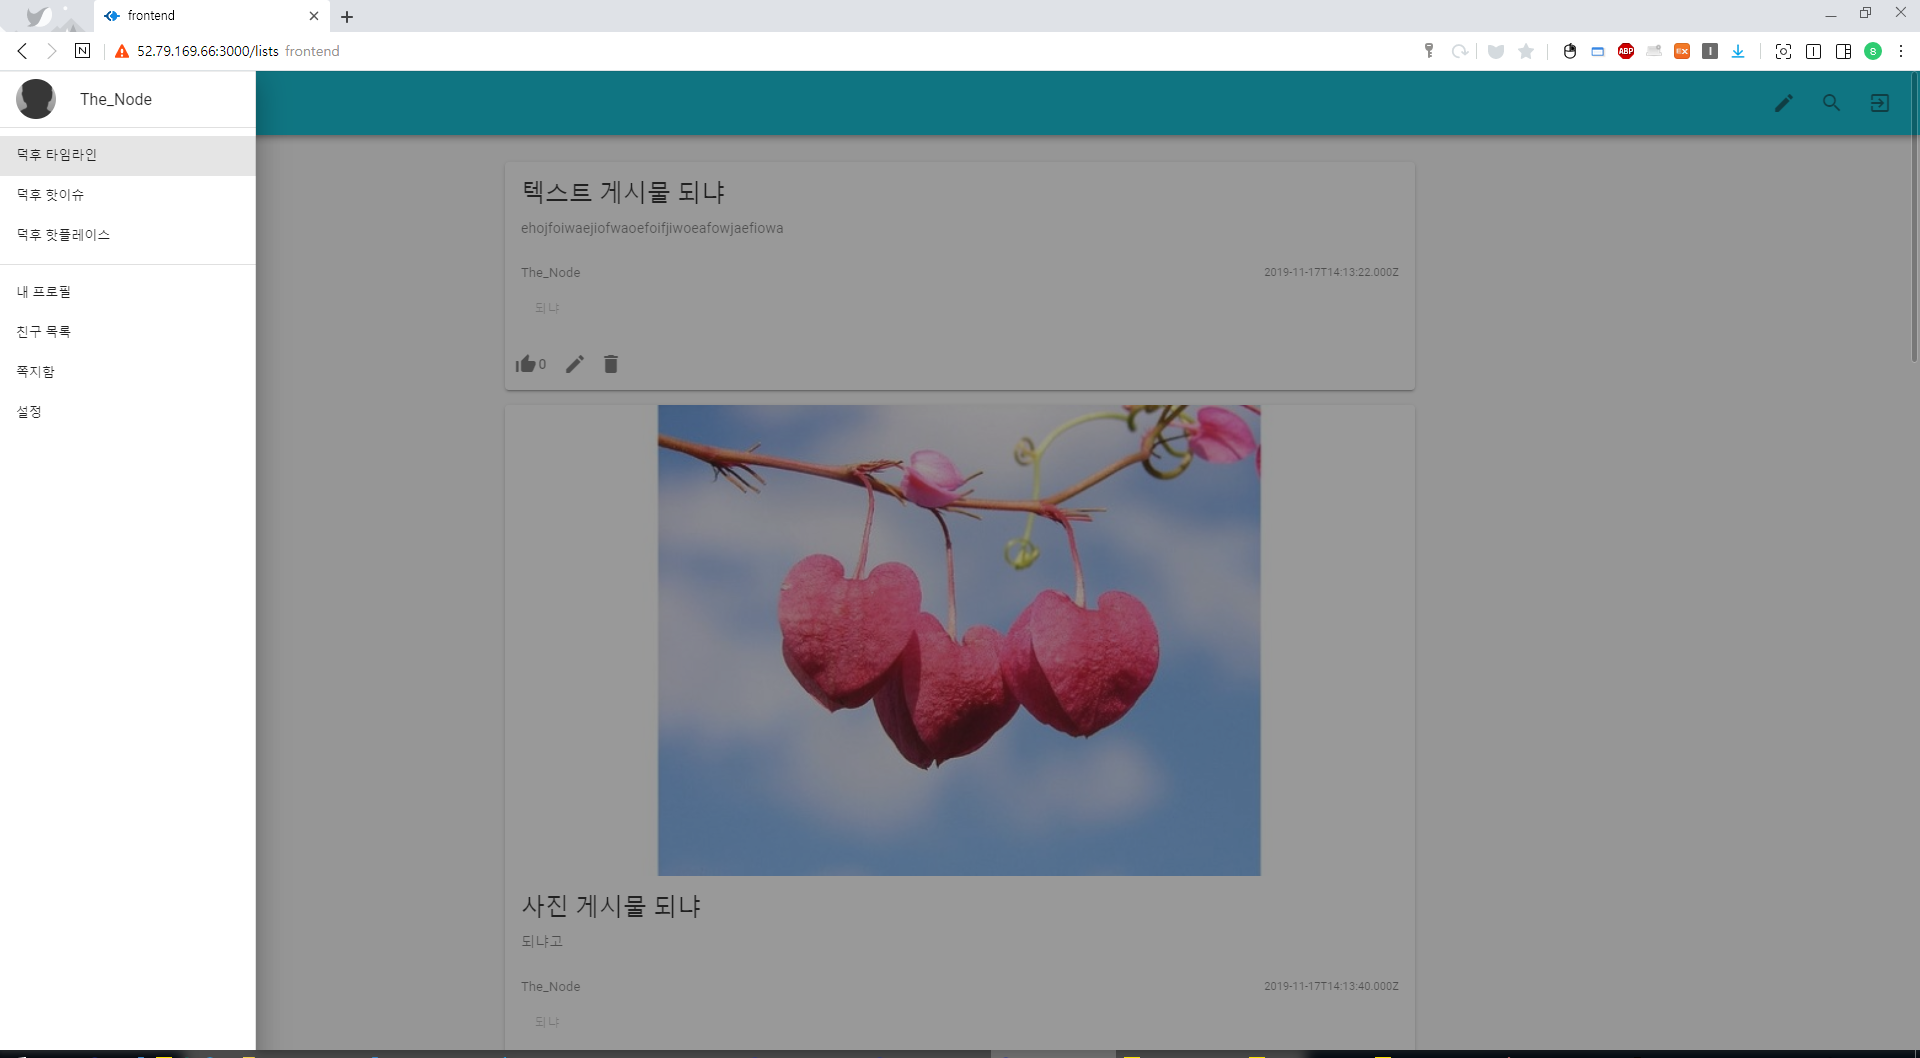 frontend
52.79.169.66:3000/lists frontend
The_Node
덕후 타임라인
덕후 핫이슈
덕후 핫플레이스
내 프로필
친구 목록
쪽지함
설정
텍스트 게시물 되냐
ehojfoiwaejiofwaoefoifjiwoeafowjaefiowa
The_Node 2019-11-17T14:13:22.000Z
되냐
0
사진 게시물 되냐
되냐고
The_Node 2019-11-17T14:13:40.000Z
되냐